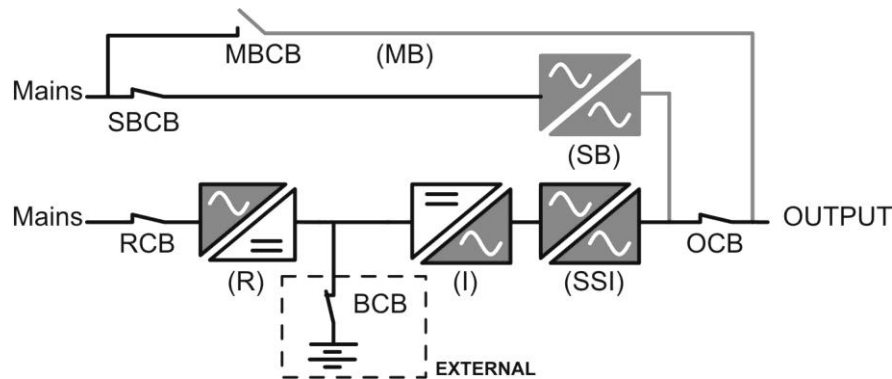 MBCB
(MB)
Mains
SBCB
(SB)
Mains
RCB
(R)
(I)
(SSI)
OCB
OUTPUT
BCB
EXTERNAL